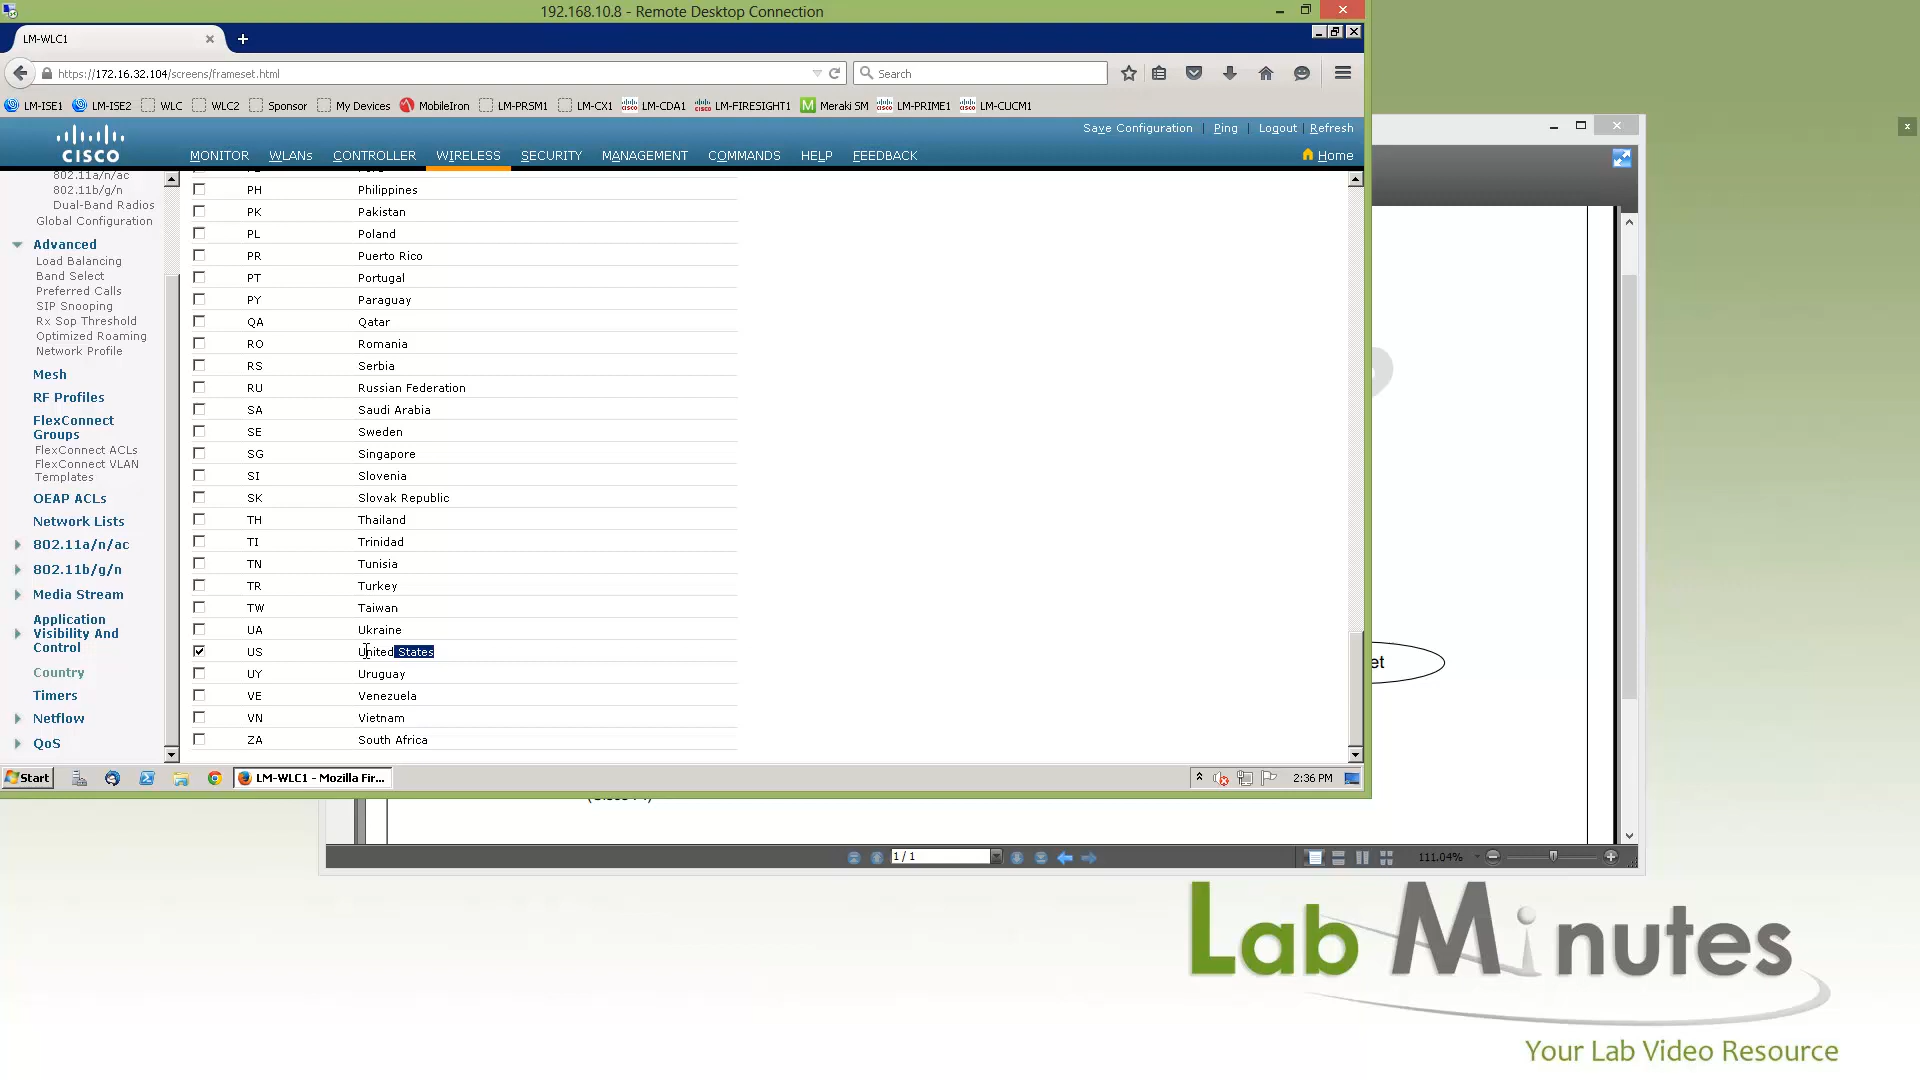 192.168.10.8 - Remote Desktop Connection
LM-WLC1
https://172.16.32.104/screens/frameset.html
Search
LM-ISE1 LM-ISE2 WLC WLC2 Sponsor My Devices MobileIron LM-PRSM1 LM-CX1 LM-CDA1 LM-FIRESIGHT1 Meraki SM LM-PRIME1 LM-CUCM1
Save Configuration | Ping | Logout | Refresh
CISCO
MONITOR WLANs CONTROLLER WIRELESS SECURITY MANAGEMENT COMMANDS HELP FEEDBACK
Home
802.11a/n/ac
802.11b/g/n
Dual-Band Radios
Global Configuration
Advanced
Load Balancing
Band Select
Preferred Calls
SIP Snooping
Rx Sop Threshold
Optimized Roaming
Network Profile
Mesh
RF Profiles
FlexConnect
Groups
FlexConnect ACLs
FlexConnect VLAN
Templates
OEAP ACLs
Network Lists
802.11a/n/ac
802.11b/g/n
Media Stream
Application
Visibility And
Control
Country
Timers
Netflow
QoS
PH Philippines
PK Pakistan
PL Poland
PR Puerto Rico
PT Portugal
PY Paraguay
QA Qatar
RO Romania
RS Serbia
RU Russian Federation
SA Saudi Arabia
SE Sweden
SG Singapore
SI Slovenia
SK Slovak Republic
TH Thailand
TI Trinidad
TN Tunisia
TR Turkey
TW Taiwan
UA Ukraine
US United States
UY Uruguay
VE Venezuela
VN Vietnam
ZA South Africa
Start
LM-WLC1 - Mozilla Fir...
2:36 PM
et
1 / 1
111.04%
Lab Minutes
Your Lab Video Resource